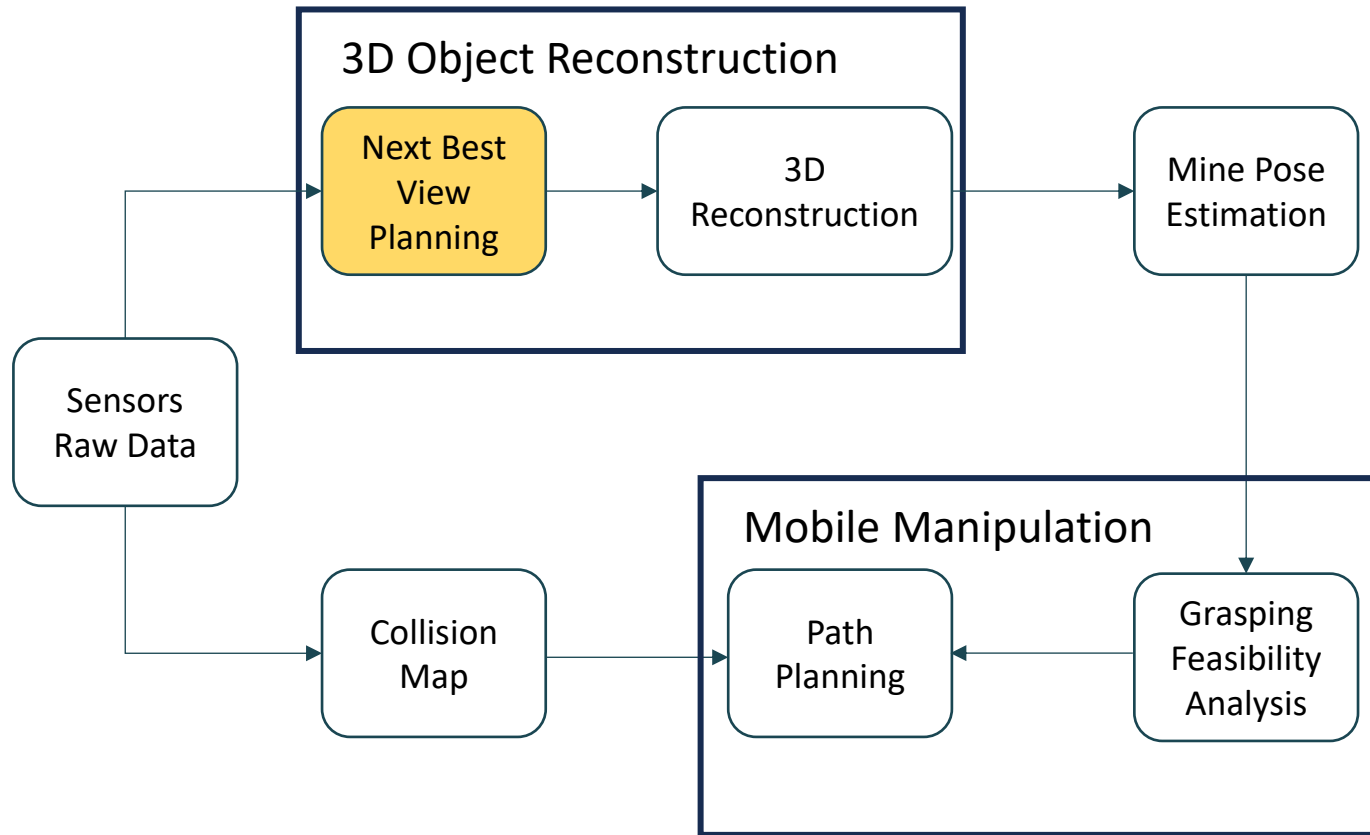 3D Object Reconstruction
Next Best
View
Planning
3D
Reconstruction
Mine Pose
Estimation
Sensors
Raw Data
Mobile Manipulation
Collision
Map
Path
Planning
Grasping
Feasibility
Analysis